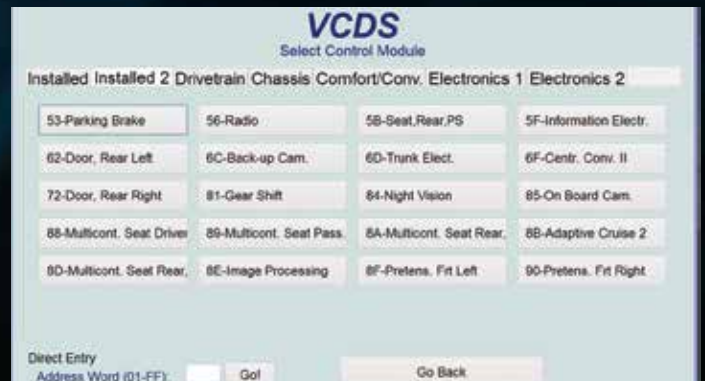 VCDS
Select Control Module
Installed Installed 2 Drivetrain Chassis Comfort/Conv. Electronics 1 Electronics 2
53-Parking Brake 56-Radio 5B-Seat,Rear,PS 5F-Information Electr.
62-Door, Rear Left 6C-Back-up Cam. 6D-Trunk Elect. 6F-Centr. Conv. II
72-Door, Rear Right 81-Gear Shift 84-Night Vision 85-On Board Cam.
88-Multicont. Seat Driver 89-Multicont. Seat Pass. 8A-Multicont. Seat Rear, 8B-Adaptive Cruise 2
8D-Multicont. Seat Rear, 8E-Image Processing 8F-Pretens. Frt Left 90-Pretens. Frt Right
Direct Entry
Address Word (01-FF): Go! Go Back